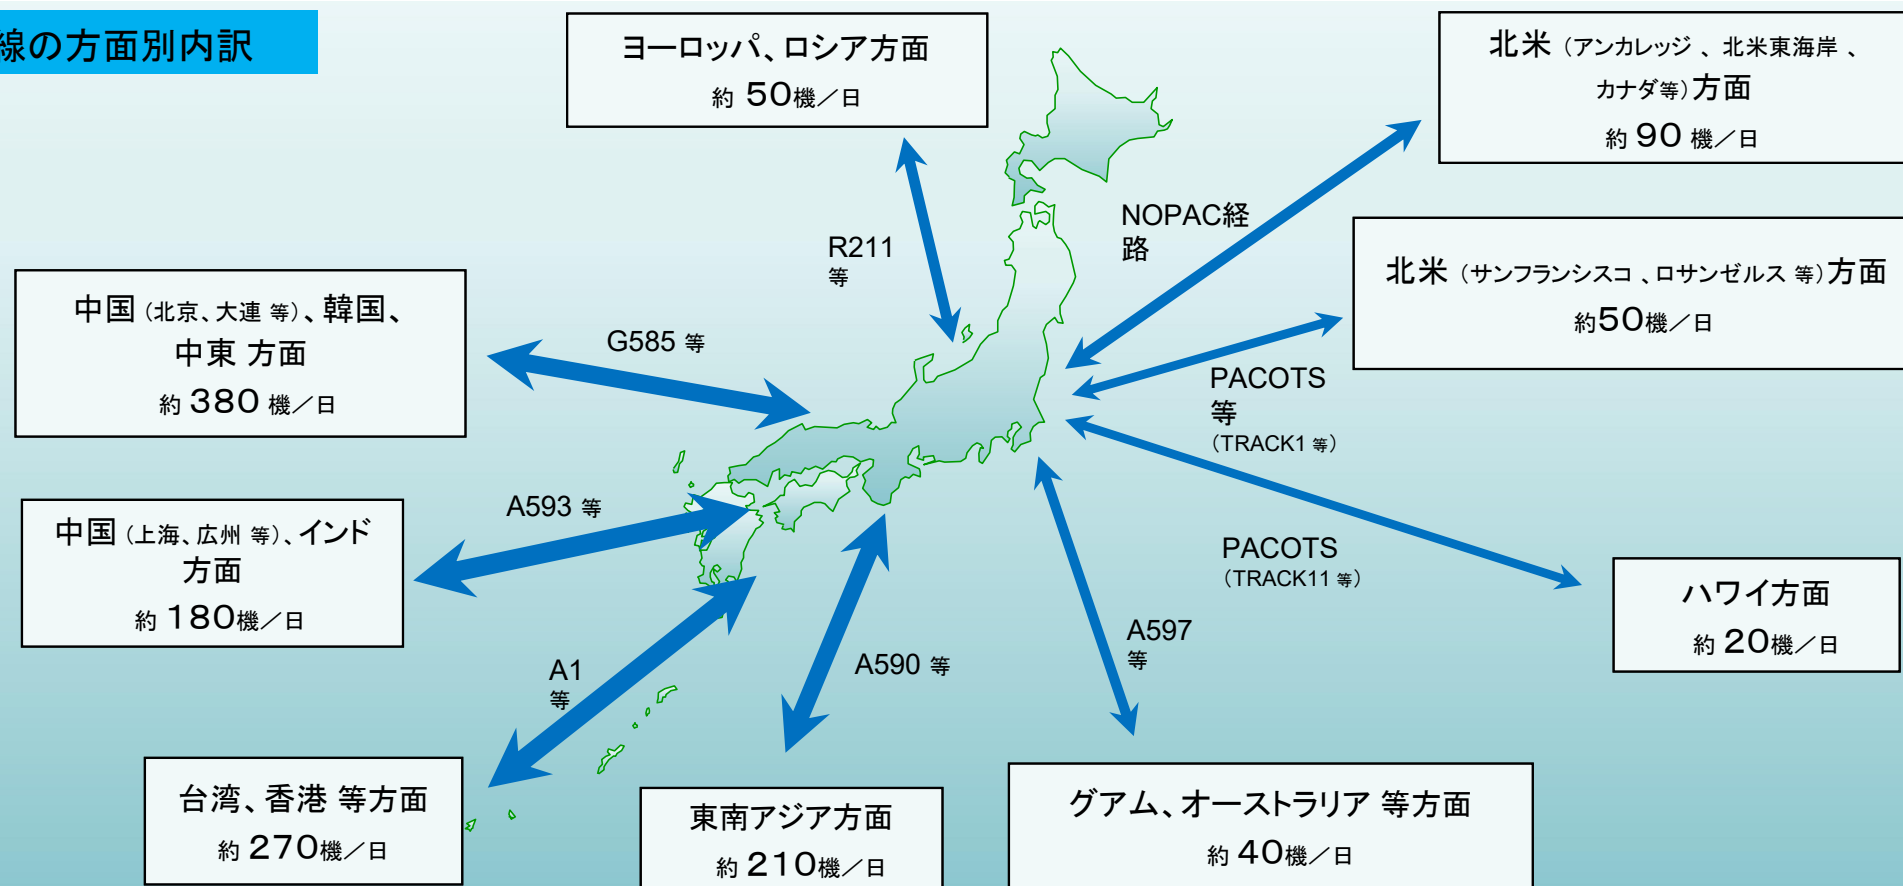 線の方面別内訳
ヨーロッパ、ロシア方面
約 50機／日
北米 （アンカレッジ 、 北米東海岸 、
カナダ等）方面
約 90 機／日
NOPAC経
路
R211
等
北米 （サンフランシスコ 、ロサンゼルス 等）方面
約50機／日
中国 （北京、大連 等）、韓国、
中東 方面
約 380 機／日
G585 等
PACOTS
等
（TRACK1 等）
中国 （上海、広州 等）、インド
方面
約 180機／日
A593 等
PACOTS
（TRACK11 等）
ハワイ方面
約 20機／日
A597
等
A590 等
A1
等
台湾、香港 等方面
約 270機／日
東南アジア方面
約 210機／日
グアム、オーストラリア 等方面
約 40機／日